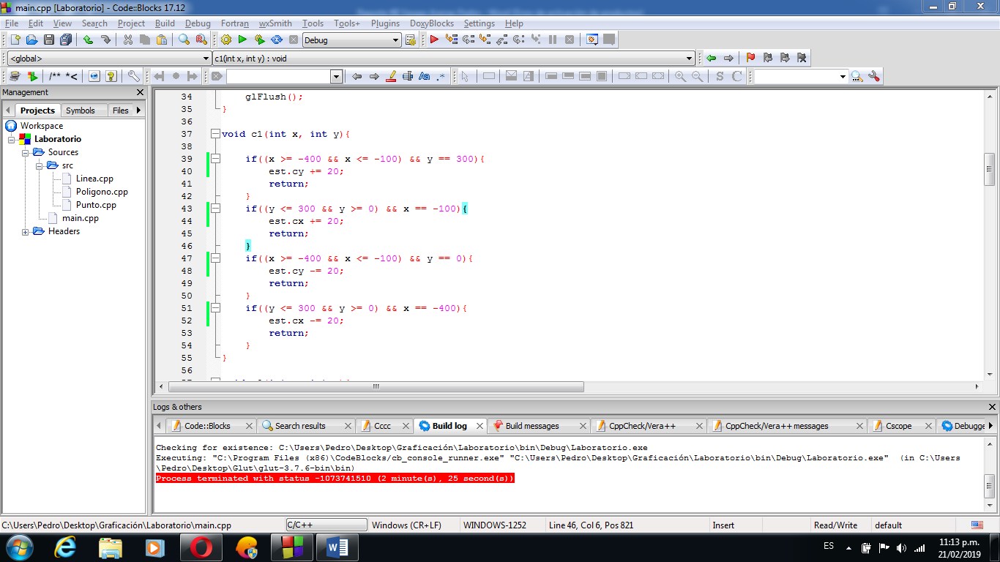 main.cpp [Laboratorio] - Code::Blocks 17.12
File Edit View Search Project Build Debug Fortran wxSmith Tools Tools+ Plugins DoxyBlocks Settings Help
Debug
<global> c1(int x, int y) : void
/** *< Aa .* S C
Management
Projects Symbols Files
Workspace
Laboratorio
Sources
src
Linea.cpp
Poligono.cpp
Punto.cpp
main.cpp
Headers
34 glFlush();
35 }
36
37 void c1(int x, int y){
38
39 if((x >= -400 && x <= -100) && y == 300){
40 est.cy += 20;
41 return;
42 }
43 if((y <= 300 && y >= 0) && x == -100){
44 est.cx += 20;
45 return;
46 }
47 if((x >= -400 && x <= -100) && y == 0){
48 est.cy -= 20;
49 return;
50 }
51 if((y <= 300 && y >= 0) && x == -400){
52 est.cx -= 20;
53 return;
54 }
55 }
56
Logs & others
Code::Blocks Search results Cccc Build log Build messages CppCheck/Vera++ CppCheck/Vera++ messages Cscope Debugge
Checking for existence: C:\Users\Pedro\Desktop\Graficación\Laboratorio\bin\Debug\Laboratorio.exe
Executing: "C:\Program Files (x86)\CodeBlocks/cb_console_runner.exe" "C:\Users\Pedro\Desktop\Graficación\Laboratorio\bin\Debug\Laboratorio.exe" (in C:\Users
\Pedro\Desktop\Glut\glut-3.7.6-bin\bin)
Process terminated with status -1073741510 (2 minute(s), 25 second(s))
C:\Users\Pedro\Desktop\Graficación\Laboratorio\main.cpp C/C++ Windows (CR+LF) WINDOWS-1252 Line 46, Col 6, Pos 821 Insert Read/Write default
ES 11:13 p.m.
21/02/2019